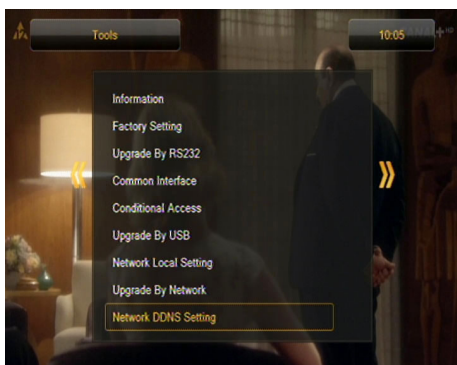 Tools
10:05
Information
Factory Setting
Upgrade By RS232
Common Interface
Conditional Access
Upgrade By USB
Network Local Setting
Upgrade By Network
Network DDNS Setting